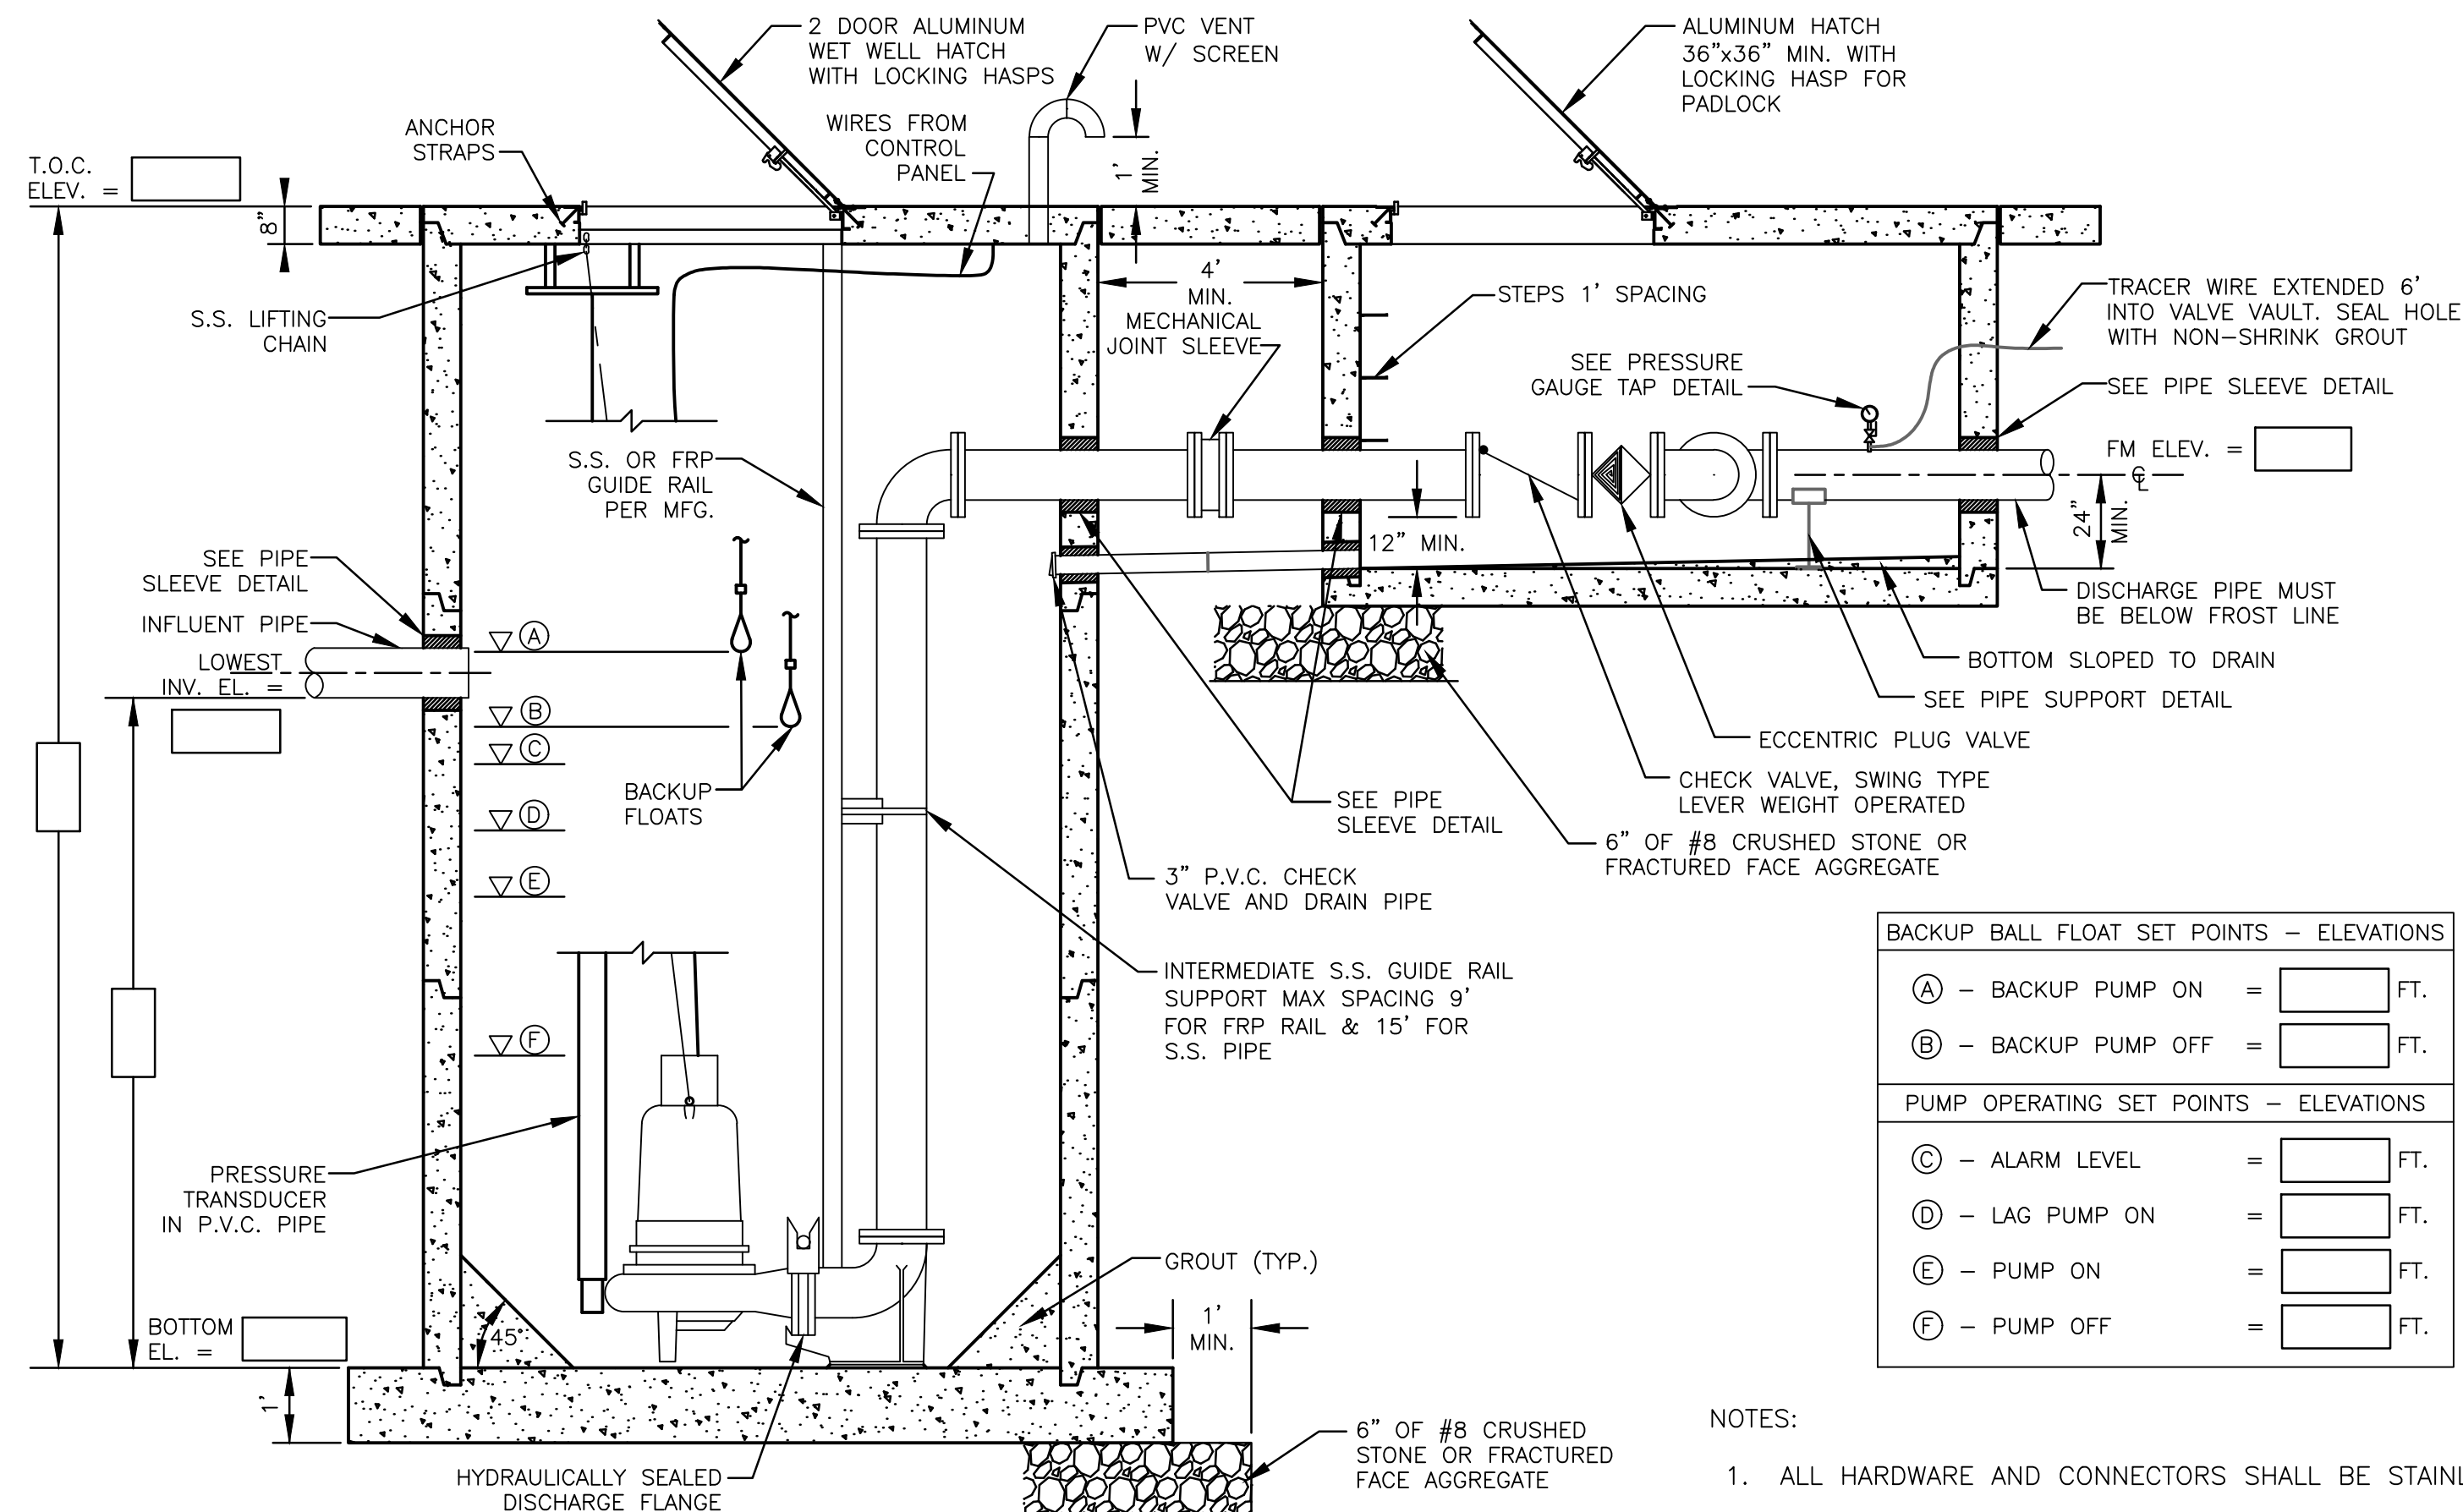 2 DOOR ALUMINUM
WET WELL HATCH
WITH LOCKING HASPS
PVC VENT
W/ SCREEN
ALUMINUM HATCH
36"x36" MIN. WITH
LOCKING HASP FOR
PADLOCK
ANCHOR
STRAPS
WIRES FROM
CONTROL
PANEL
1'
MIN.
T.O.C.
ELEV. =
8"
S.S. LIFTING
CHAIN
4'
MIN.
MECHANICAL
JOINT SLEEVE
STEPS 1' SPACING
TRACER WIRE EXTENDED 6'
INTO VALVE VAULT. SEAL HOLE
WITH NON-SHRINK GROUT
SEE PRESSURE
GAUGE TAP DETAIL
SEE PIPE SLEEVE DETAIL
FM ELEV. =
℄
24"
MIN.
S.S. OR FRP
GUIDE RAIL
PER MFG.
12" MIN.
SEE PIPE
SLEEVE DETAIL
INFLUENT PIPE
LOWEST
INV. EL. =
DISCHARGE PIPE MUST
BE BELOW FROST LINE
BOTTOM SLOPED TO DRAIN
SEE PIPE SUPPORT DETAIL
ECCENTRIC PLUG VALVE
CHECK VALVE, SWING TYPE
LEVER WEIGHT OPERATED
6" OF #8 CRUSHED STONE OR
FRACTURED FACE AGGREGATE
A
B
C
D
E
F
BACKUP
FLOATS
SEE PIPE
SLEEVE DETAIL
3" P.V.C. CHECK
VALVE AND DRAIN PIPE
INTERMEDIATE S.S. GUIDE RAIL
SUPPORT MAX SPACING 9'
FOR FRP RAIL & 15' FOR
S.S. PIPE
PRESSURE
TRANSDUCER
IN P.V.C. PIPE
GROUT (TYP.)
1'
MIN.
BOTTOM
EL. =
45°
1'
HYDRAULICALLY SEALED
DISCHARGE FLANGE
6" OF #8 CRUSHED
STONE OR FRACTURED
FACE AGGREGATE
BACKUP BALL FLOAT SET POINTS - ELEVATIONS
A - BACKUP PUMP ON = FT.
B - BACKUP PUMP OFF = FT.
PUMP OPERATING SET POINTS - ELEVATIONS
C - ALARM LEVEL = FT.
D - LAG PUMP ON = FT.
E - PUMP ON = FT.
F - PUMP OFF = FT.
NOTES:
1. ALL HARDWARE AND CONNECTORS SHALL BE